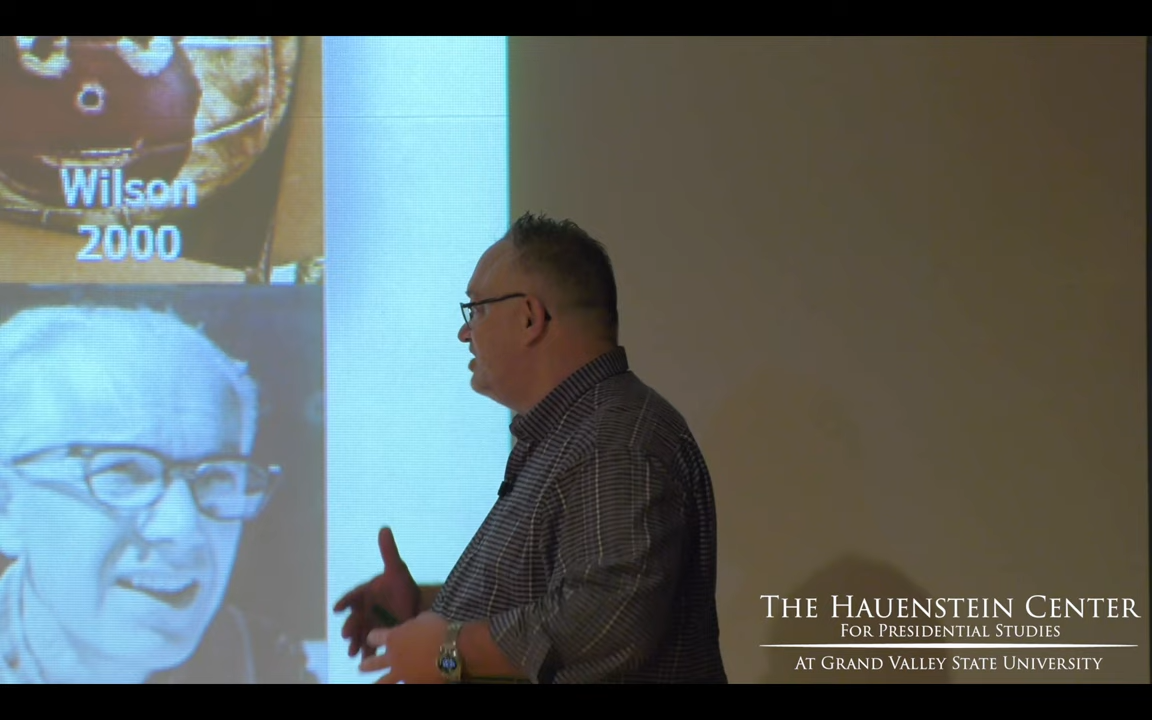 Wilson
2000
THE HAUENSTEIN CENTER
FOR PRESIDENTIAL STUDIES
AT GRAND VALLEY STATE UNIVERSITY